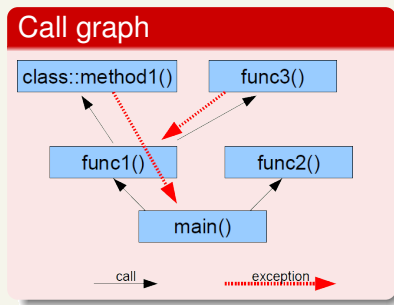 Call graph
class::method1()
func3()
func1()
func2()
main()
call
exception